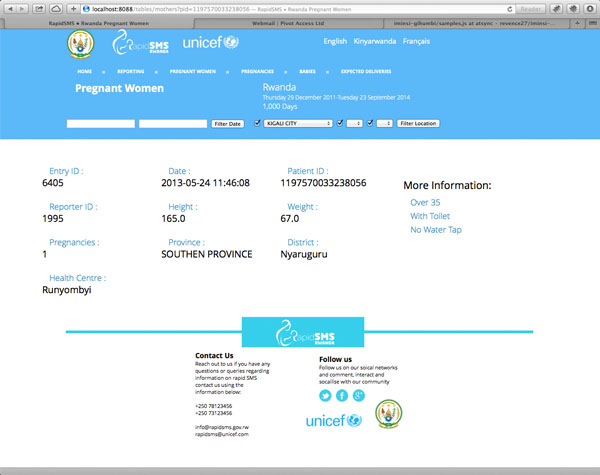 RapidSMS • Rwanda Pregnant Women
localhost:8088/tables/mothers?pid=1197570033238056 — RapidSMS • Rwanda Pregnant Women
Reader
RapidSMS • Rwanda Pregnant Women
Webmail | Pivot Access Ltd
imiesi-gihumbi/samples.js at atsync - revence27/imiesi-...
RapidSMS
RWANDA
unicef
English Kinyarwanda Français
HOME
REPORTING
PREGNANT WOMEN
PREGNANCIES
BABIES
EXPECTED DELIVERIES
Pregnant Women
Rwanda
Thursday 29 December 2011-Tuesday 23 September 2014
1,000 Days
Filter Date
KIGALI CITY
Filter Location
Entry ID :
6405
Date :
2013-05-24 11:46:08
Patient ID :
1197570033238056
More Information:
Over 35
With Toilet
No Water Tap
Reporter ID :
1995
Height :
165.0
Weight :
67.0
Pregnancies :
1
Province :
SOUTHEN PROVINCE
District :
Nyaruguru
Health Centre :
Runyombyi
RapidSMS
RWANDA
Contact Us
Reach out to us if you have any
questions or queries regarding
information on rapid SMS
contact us using the
information below:
+250 78123456
+250 73123456
info@rapidsms.gov.rw
rapidsms@unicef.com
Follow us
Follow us on our soical networks
and comment, interact and
socailise with our community
unicef